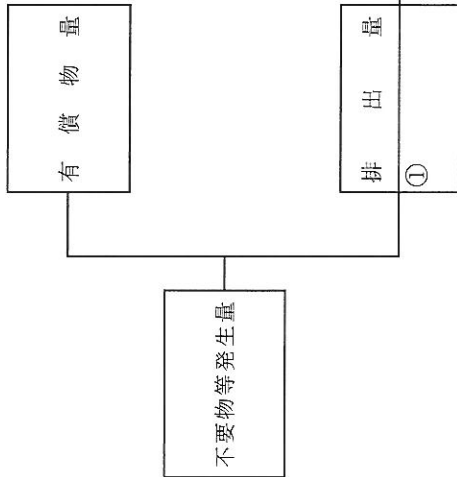 不要物等発生量
有償物量
排出量
①